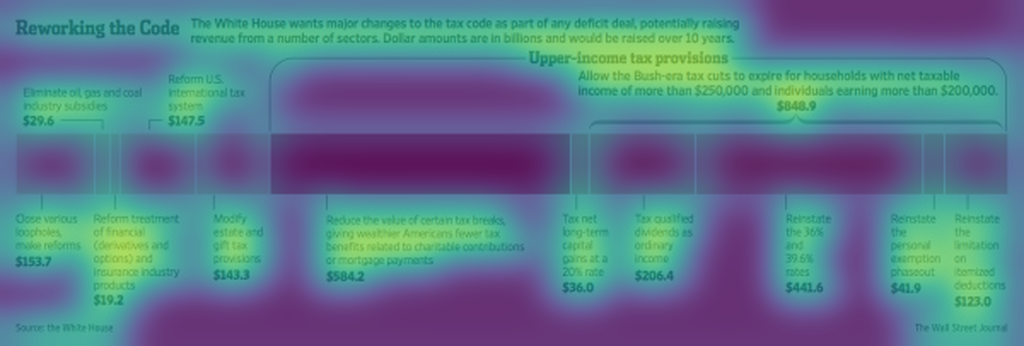 Reworking the Code
The White House wants major changes to the tax code as part of any deficit deal, potentially raising
revenue from a number of sectors. Dollar amounts are in billions and would be raised over 10 years.
Upper-income tax provisions
Allow the Bush-era tax cuts to expire for households with net taxable
income of more than $250,000 and individuals earning more than $200,000.
$848.9
Eliminate oil, gas and coal
industry subsidies
$29.6
Reform U.S.
international tax
system
$147.5
Close various
loopholes,
make reforms
$153.7
Reform treatment
of financial
(derivatives and
options) and
insurance industry
products
$19.2
Modify
estate and
gift tax
provisions
$143.3
Reduce the value of certain tax breaks,
giving wealthier Americans fewer tax
benefits related to charitable contributions
or mortgage payments
$584.2
Tax net
long-term
capital
gains at a
20% rate
$36.0
Tax qualified
dividends as
ordinary
income
$206.4
Reinstate
the 36%
and
39.6%
rates
$441.6
Reinstate
the
personal
exemption
phaseout
$41.9
Reinstate
the
limitation
on
itemized
deductions
$123.0
Source: the White House
The Wall Street Journal